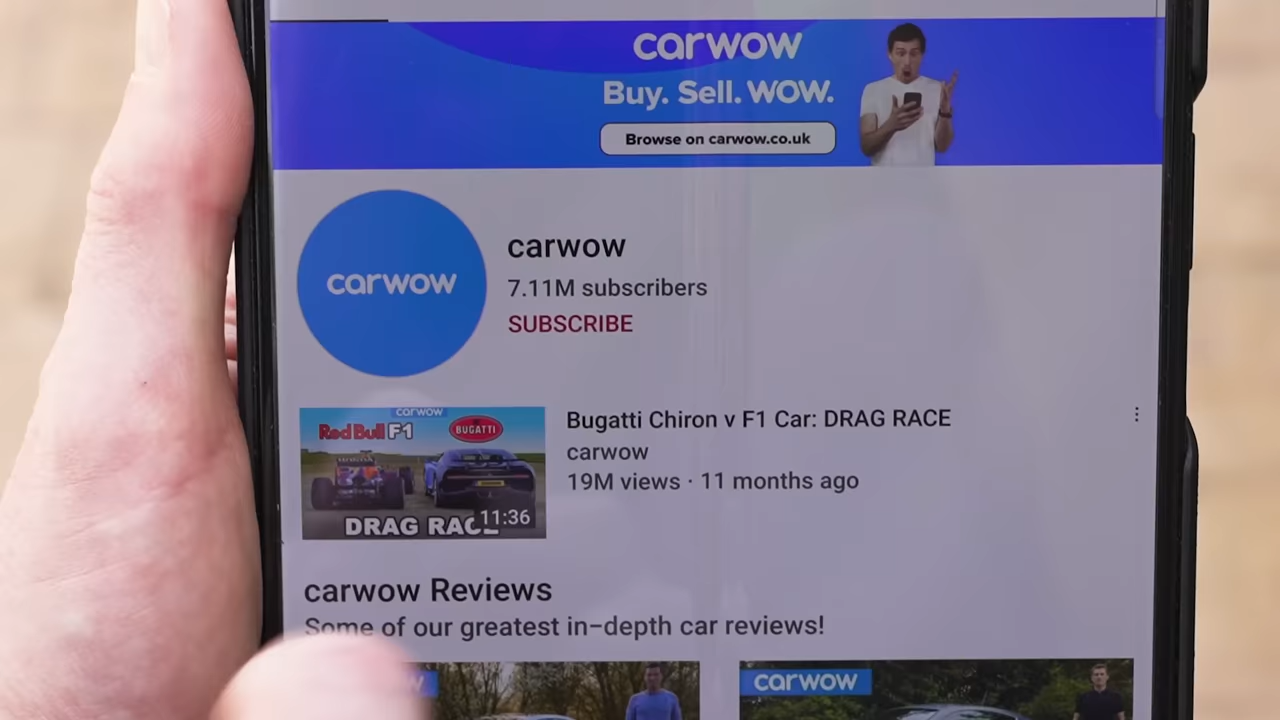 carwow
Buy. Sell. WOW.
Browse on carwow.co.uk
carwow
carwow
7.11M subscribers
SUBSCRIBE
carwow
Red Bull F1
BUGATTI
HONDA
DRAG RACE
11:36
Bugatti Chiron v F1 Car: DRAG RACE
carwow
19M views · 11 months ago
carwow Reviews
Some of our greatest in-depth car reviews!
carwow